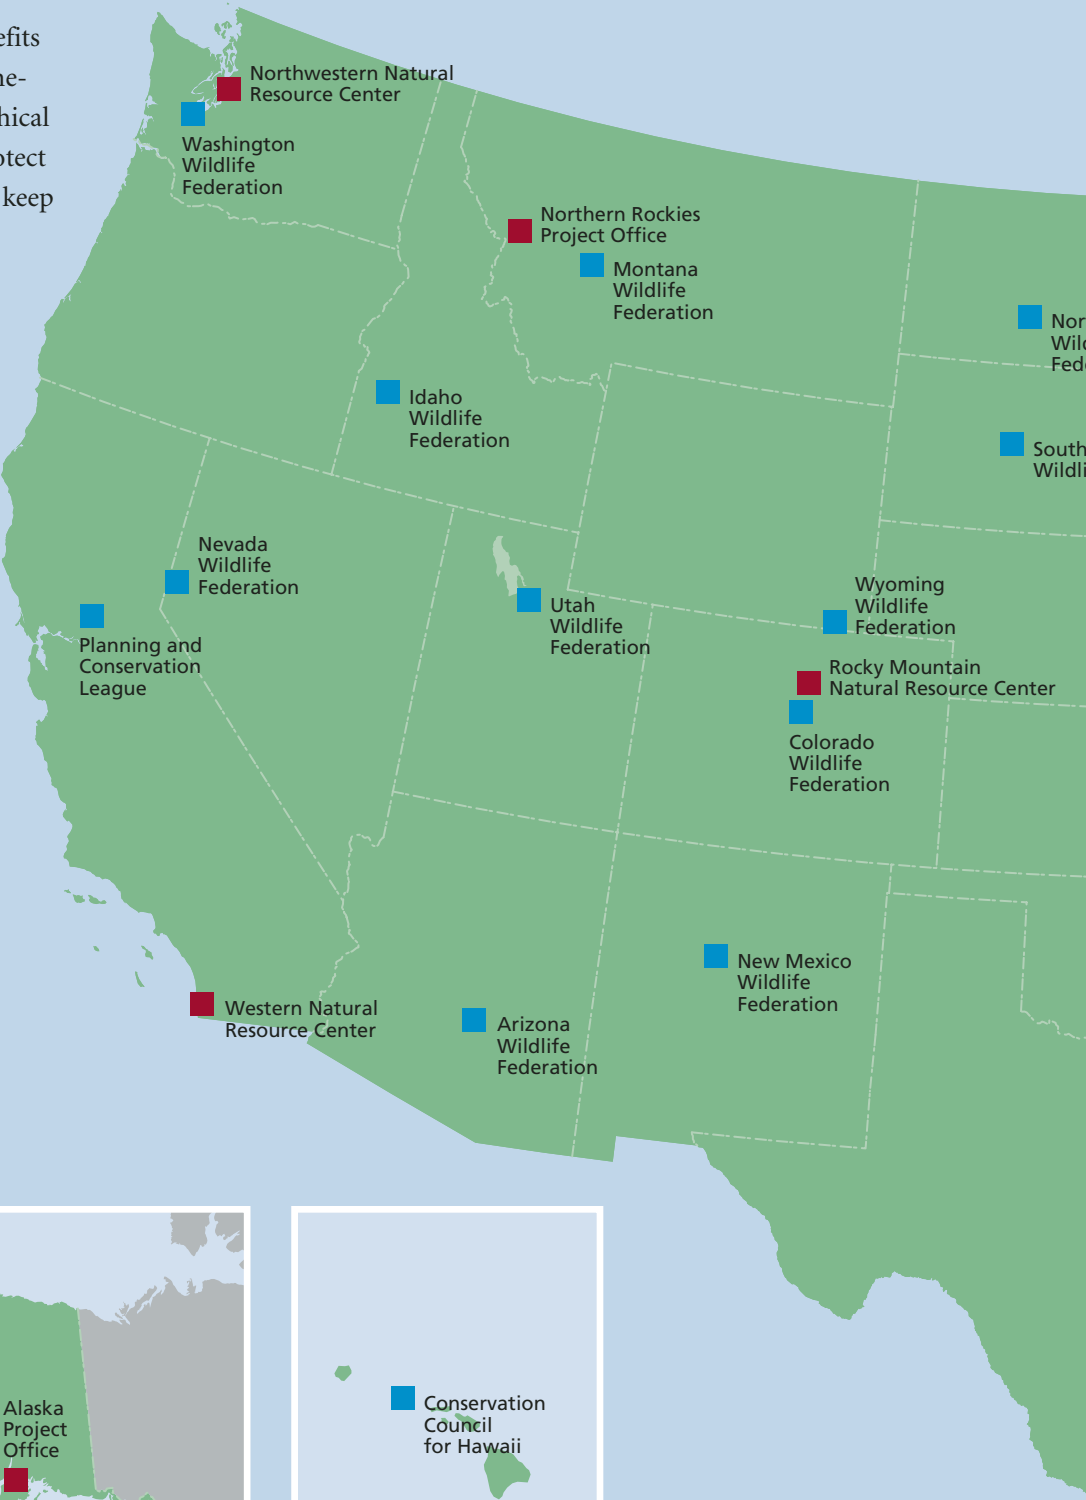 efits
hical
otect
keep
Northwestern Natural
Resource Center
Washington
Wildlife
Federation
Northern Rockies
Project Office
Montana
Wildlife
Federation
Idaho
Wildlife
Federation
South
Nevada
Wildlife
Federation
Utah
Wildlife
Federation
Wyoming
Wildlife
Federation
Planning and
Conservation
League
Rocky Mountain
Natural Resource Center
Colorado
Wildlife
Federation
New Mexico
Wildlife
Federation
Western Natural
Resource Center
Arizona
Wildlife
Federation
Alaska
Project
Office
Conservation
Council
for Hawaii